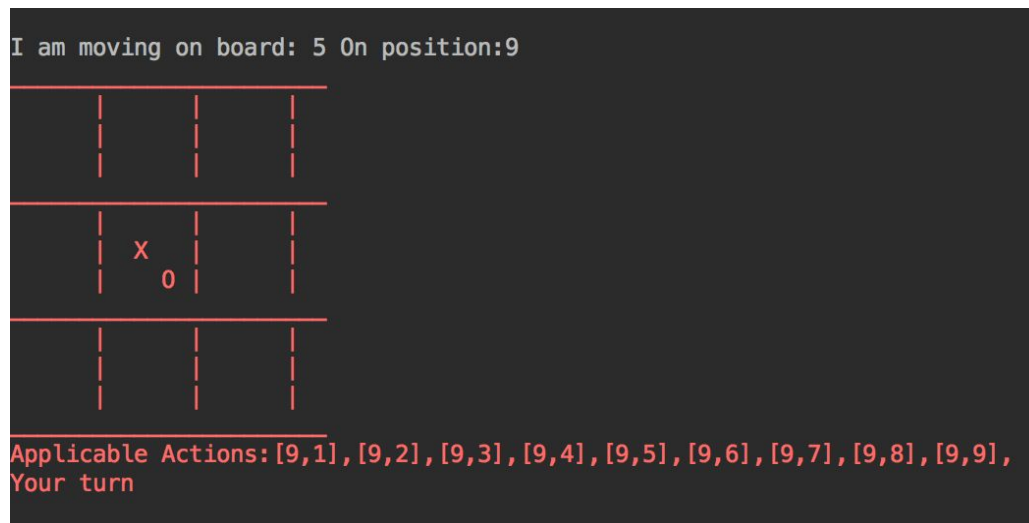 I am moving on board: 5 On position:9
X
O
Applicable Actions:[9,1],[9,2],[9,3],[9,4],[9,5],[9,6],[9,7],[9,8],[9,9],
Your turn